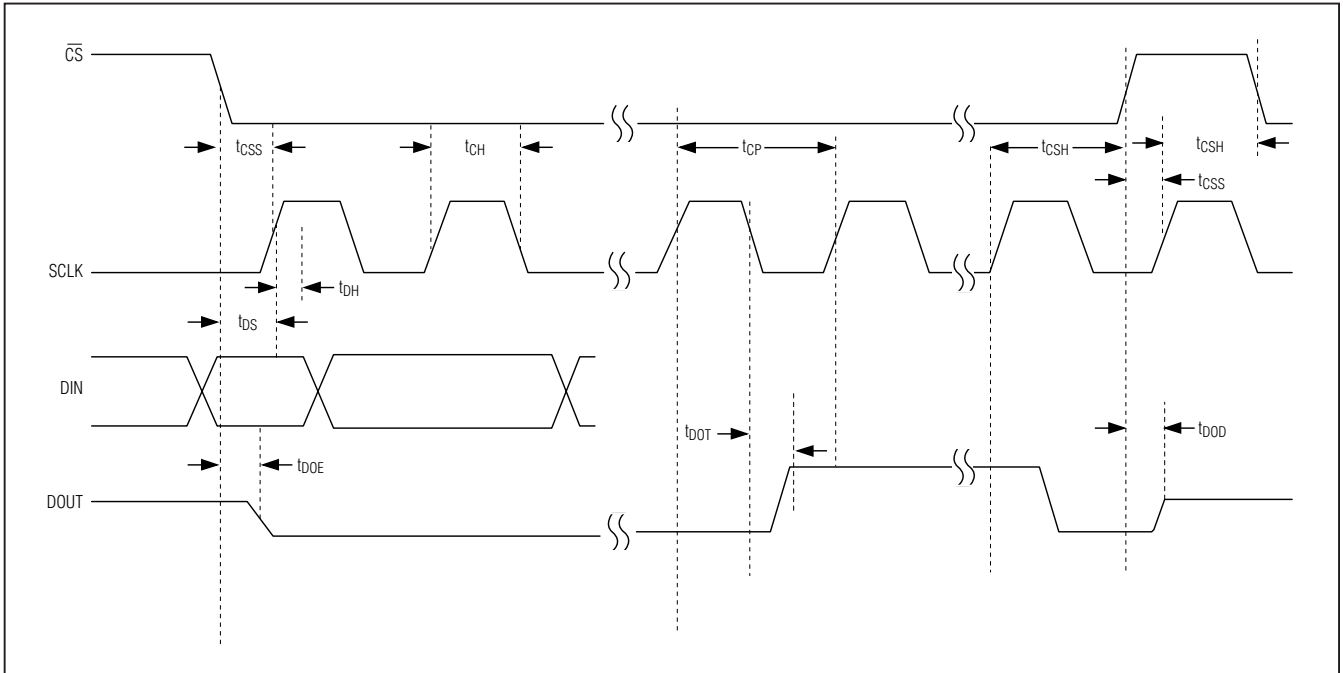 CS
tCSS
tCH
tCP
tCSH
tCSH
tCSS
SCLK
tDH
tDS
DIN
tDOT
tDOD
tDOE
DOUT